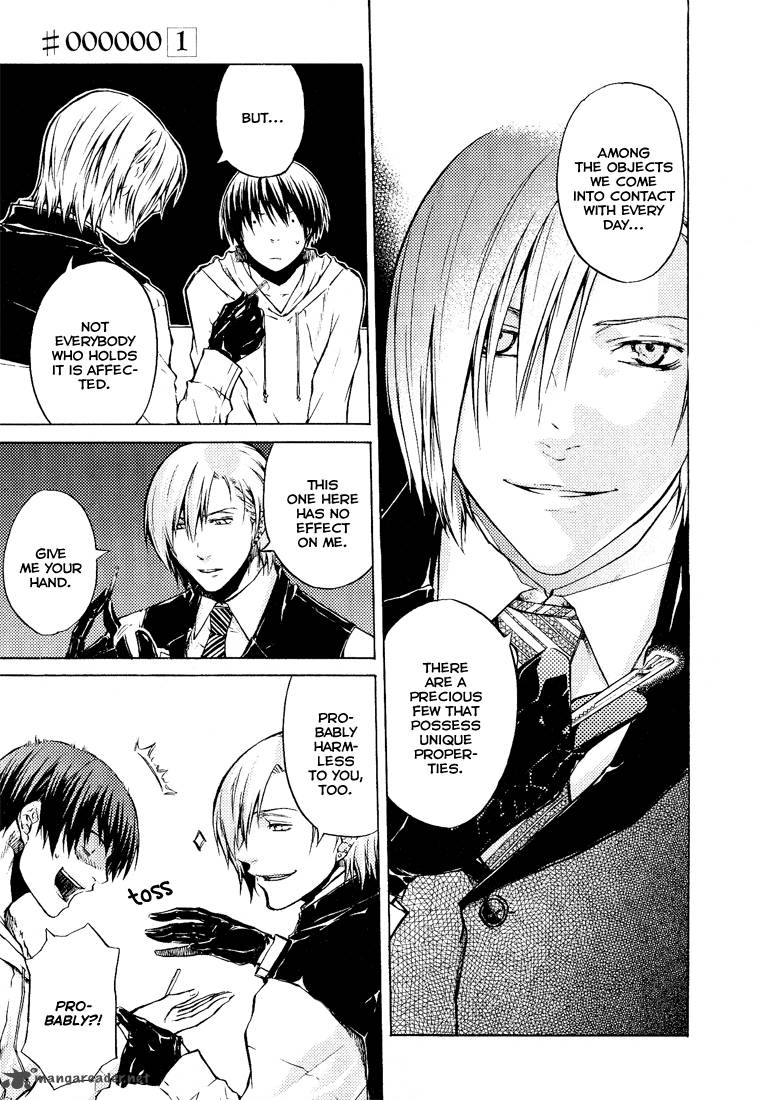 #000000 1
AMONG
THE OBJECTS
WE COME
INTO CONTACT
WITH EVERY
DAY...
THERE
ARE A
PRECIOUS
FEW THAT
POSSESS
UNIQUE
PROPER-
TIES.
BUT...
NOT
EVERYBODY
WHO HOLDS
IT IS AFFEC-
TED.
THIS
ONE HERE
HAS NO
EFFECT
ON ME.
GIVE
ME YOUR
HAND.
PRO-
BABLY
HARM-
LESS
TO YOU,
TOO.
toss
PRO-
BABLY?!
mangareader.net